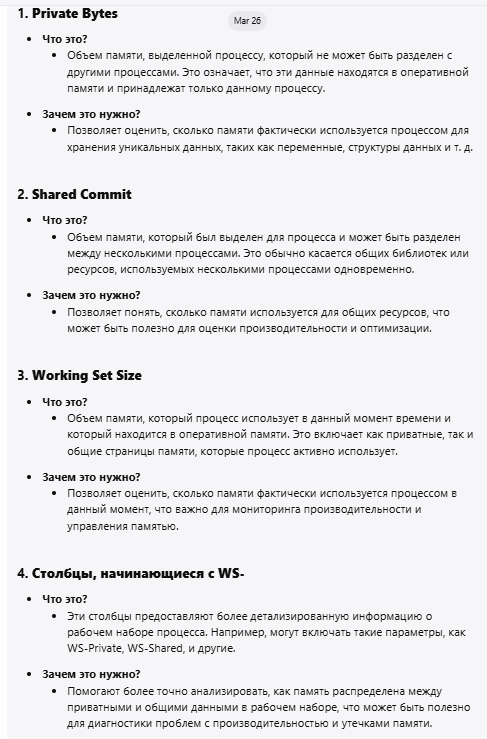 1. Private Bytes
Mar 26
• Что это?
• Объем памяти, выделенной процессу, который не может быть разделен с
другими процессами. Это означает, что эти данные находятся в оперативной
памяти и принадлежат только данному процессу.
• Зачем это нужно?
• Позволяет оценить, сколько памяти фактически используется процессом для
хранения уникальных данных, таких как переменные, структуры данных и т. д.
2. Shared Commit
• Что это?
• Объем памяти, который был выделен для процесса и может быть разделен
между несколькими процессами. Это обычно касается общих библиотек или
ресурсов, используемых несколькими процессами одновременно.
• Зачем это нужно?
• Позволяет понять, сколько памяти используется для общих ресурсов, что
может быть полезно для оценки производительности и оптимизации.
3. Working Set Size
• Что это?
• Объем памяти, который процесс использует в данный момент времени и
который находится в оперативной памяти. Это включает как приватные, так и
общие страницы памяти, которые процесс активно использует.
• Зачем это нужно?
• Позволяет оценить, сколько памяти фактически используется процессом в
данный момент, что важно для мониторинга производительности и
управления памятью.
4. Столбцы, начинающиеся с WS-
• Что это?
• Эти столбцы предоставляют более детализированную информацию о
рабочем наборе процесса. Например, могут включать такие параметры, как
WS-Private, WS-Shared, и другие.
• Зачем это нужно?
• Помогают более точно анализировать, как память распределена между
приватными и общими данными в рабочем наборе, что может быть полезно
для диагностики проблем с производительностью и утечками памяти.